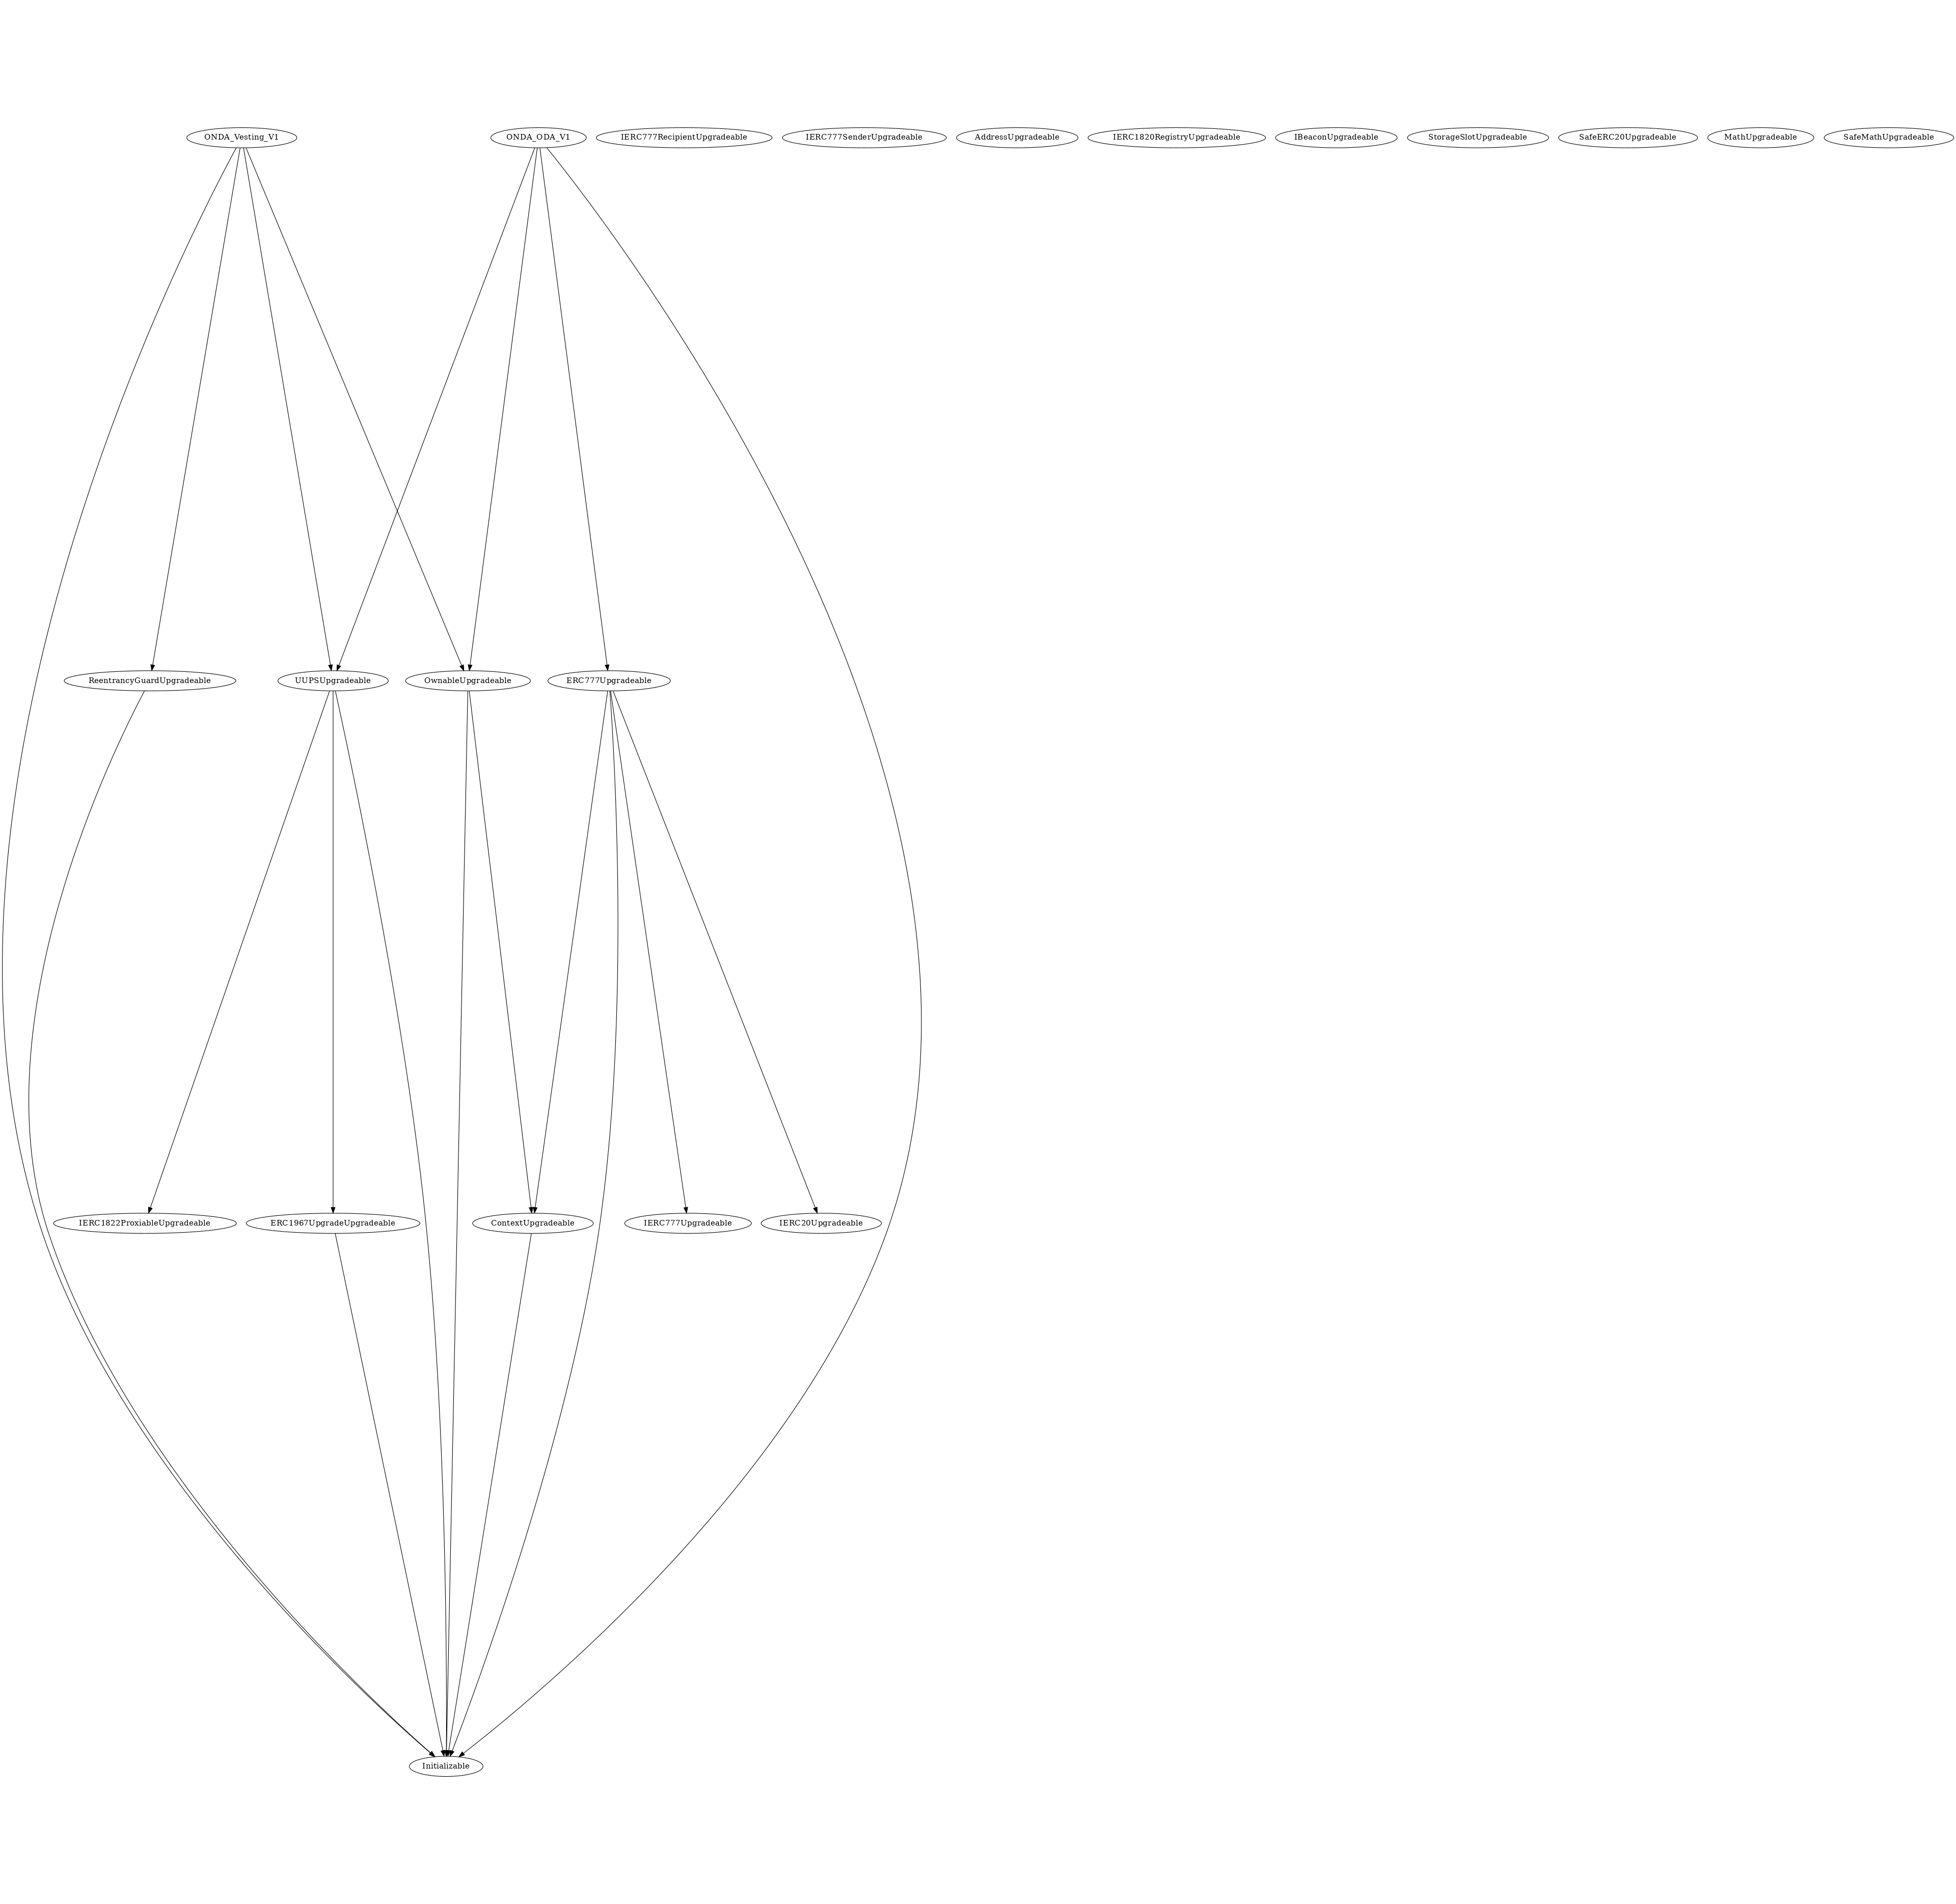 ONDA_Vesting_V1
ONDA_ODA_V1
IERC777RecipientUpgradeable
IERC777SenderUpgradeable
AddressUpgradeable
IERC1820RegistryUpgradeable
IBeaconUpgradeable
StorageSlotUpgradeable
SafeERC20Upgradeable
MathUpgradeable
SafeMathUpgradeable
ReentrancyGuardUpgradeable
UUPSUpgradeable
OwnableUpgradeable
ERC777Upgradeable
IERC1822ProxiableUpgradeable
ERC1967UpgradeUpgradeable
ContextUpgradeable
IERC777Upgradeable
IERC20Upgradeable
Initializable